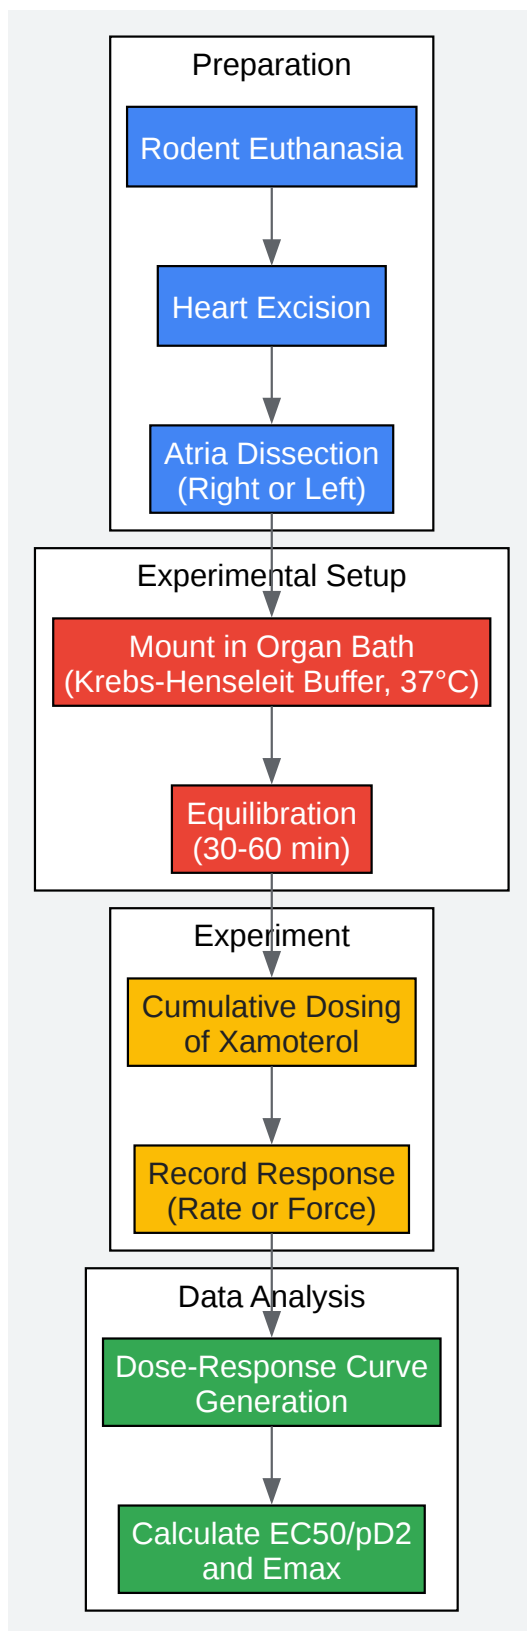 Preparation
Rodent Euthanasia
Heart Excision
Atria Dissection
(Right or Left)
Experimental Setup
Mount in Organ Bath
(Krebs-Henseleit Buffer, 37°C)
Equilibration
(30-60 min)
Experiment
Cumulative Dosing
of Xamoterol
Record Response
(Rate or Force)
Data Analysis
Dose-Response Curve
Generation
Calculate EC50/pD2
and Emax